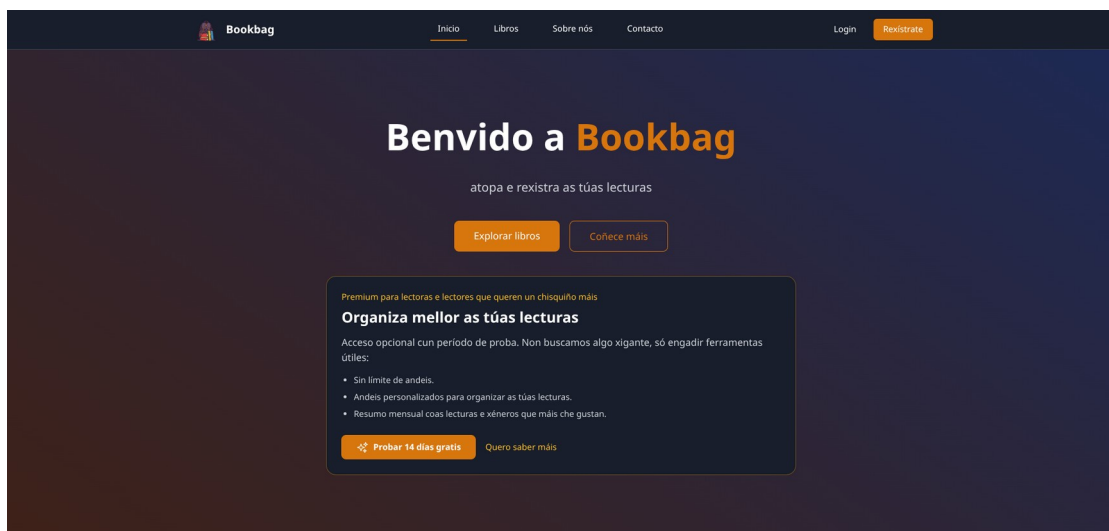 Bookbag
Inicio
Libros
Sobre nós
Contacto
Login
Rexístrate
Benvido a Bookbag
atopa e rexistra as túas lecturas
Explorar libros
Coñece máis
Premium para lectoras e lectores que queren un chisquiño máis
Organiza mellor as túas lecturas
Acceso opcional cun período de proba. Non buscamos algo xigante, só engadir ferramentas
útiles:
• Sin límite de andeis.
• Andeis personalizados para organizar as túas lecturas.
• Resumo mensual coas lecturas e xéneros que máis che gustan.
Probar 14 días gratis
Quero saber máis